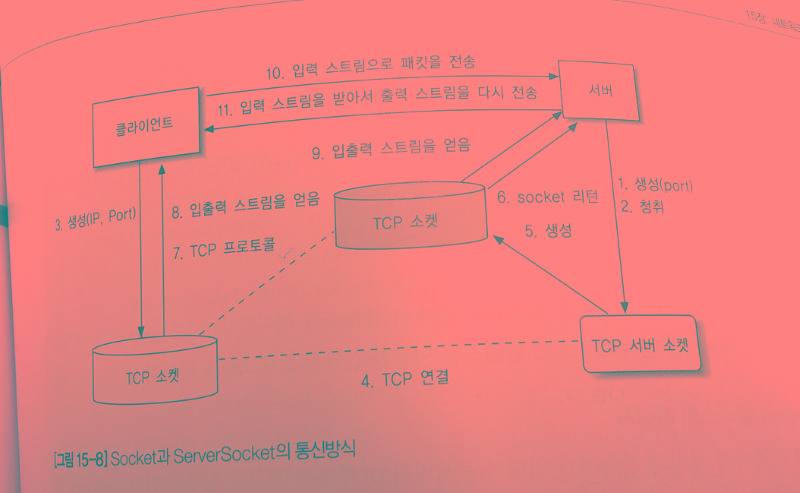 15장. 네트워크
10. 입력 스트림으로 패킷을 전송
서버
11. 입력 스트림을 받아서 출력 스트림을 다시 전송
클라이언트
9. 입출력 스트림을 얻음
1. 생성(port)
2. 청취
6. socket 리턴
3. 생성(IP, Port)
8. 입출력 스트림을 얻음
TCP 소켓
5. 생성
7. TCP 프로토콜
TCP 서버 소켓
TCP 소켓
4. TCP 연결
[그림 15-8] Socket과 ServerSocket의 통신방식